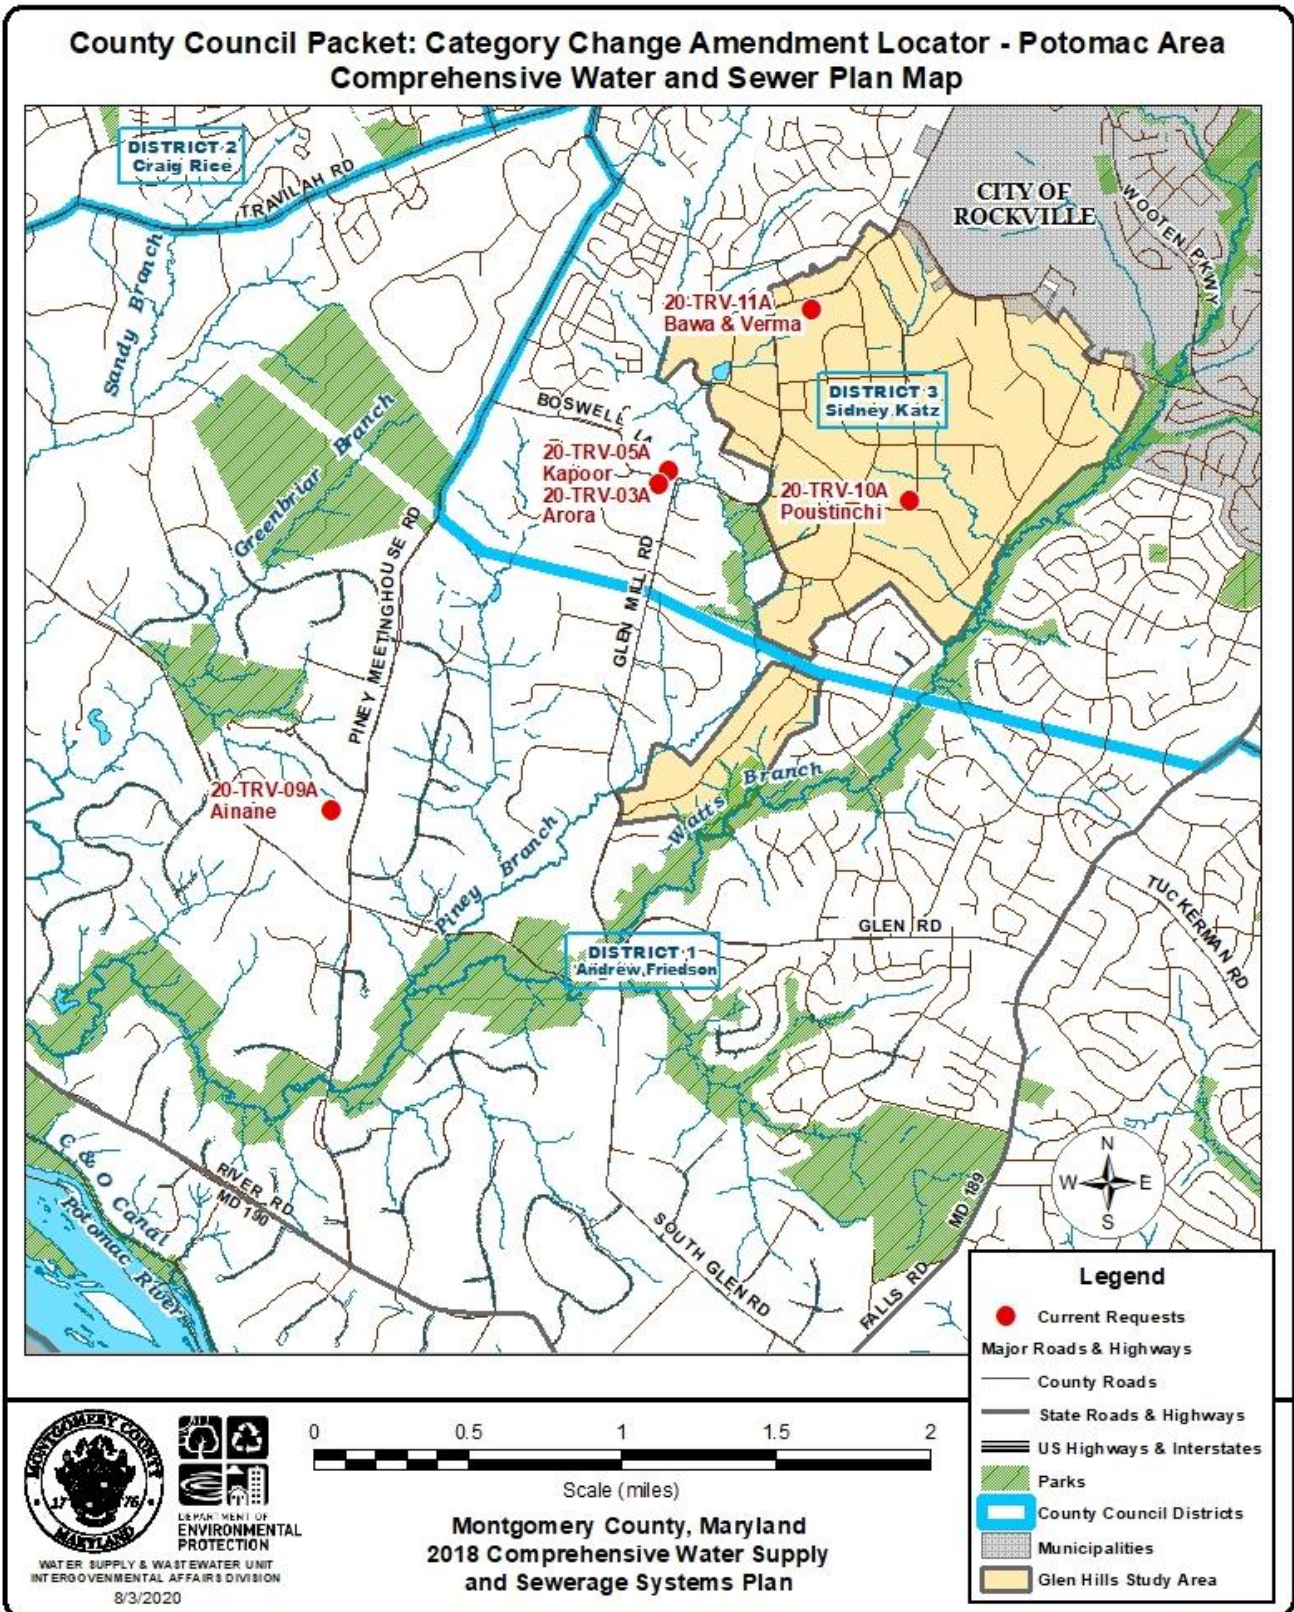 County Council Packet: Category Change Amendment Locator - Potomac Area
Comprehensive Water and Sewer Plan Map
DISTRICT 2
Craig Rice
TRAVILAH RD
CITY OF
ROCKVILLE
WOOTEN PKWY
Sandy Branch
20-TRV-11A
Bawa & Verma
DISTRICT 3
Sidney Katz
BOSWELL LA
Greenbriar Branch
20-TRV-05A
Kapoor
20-TRV-03A
Arora
20-TRV-10A
Poustinchi
PINEY MEETINGHOUSE RD
GLEN MILL RD
20-TRV-09A
Ainane
Watts Branch
Piney Branch
TUCKERMAN RD
GLEN RD
DISTRICT 1
Andrew Friedson
C & O Canal
Potomac River
RIVER RD
MD 190
SOUTH GLEN RD
MD 189
FALLS RD
N
W E
S
Legend
Current Requests
Major Roads & Highways
County Roads
State Roads & Highways
US Highways & Interstates
Parks
County Council Districts
Municipalities
Glen Hills Study Area
MONTGOMERY COUNTY
17 76
MARYLAND
DEPARTMENT OF
ENVIRONMENTAL
PROTECTION
WATER SUPPLY & WASTEWATER UNIT
INTERGOVENMENTAL AFFAIRS DIVISION
8/3/2020
0 0.5 1 1.5 2
Scale (miles)
Montgomery County, Maryland
2018 Comprehensive Water Supply
and Sewerage Systems Plan